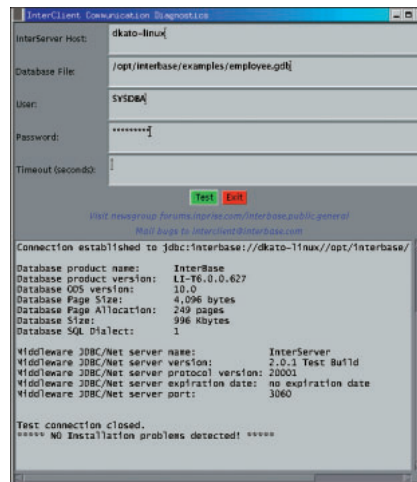 InterClient Communication Diagnostics
InterServer Host:
dkato-linux
Database File:
/opt/interbase/examples/employee.gdb
User:
SYSDBA
Password:
*********
Timeout (seconds):
1
Test Exit
Visit newsgroup forums.inprise.com/interbase.public.general
Mail bugs to interclient@interbase.com
Connection established to jdbc:interbase://dkato-linux//opt/interbase/
Database product name: InterBase
Database product version: LI-T6.0.0.627
Database ODS version: 10.0
Database Page Size: 4,096 bytes
Database Page Allocation: 249 pages
Database Size: 996 Kbytes
Database SQL Dialect: 1
Middleware JDBC/Net server name: InterServer
Middleware JDBC/Net server version: 2.0.1 Test Build
Middleware JDBC/Net server protocol version: 20001
Middleware JDBC/Net server expiration date: no expiration date
Middleware JDBC/Net server port: 3060
Test connection closed.
***** NO Installation problems detected! *****